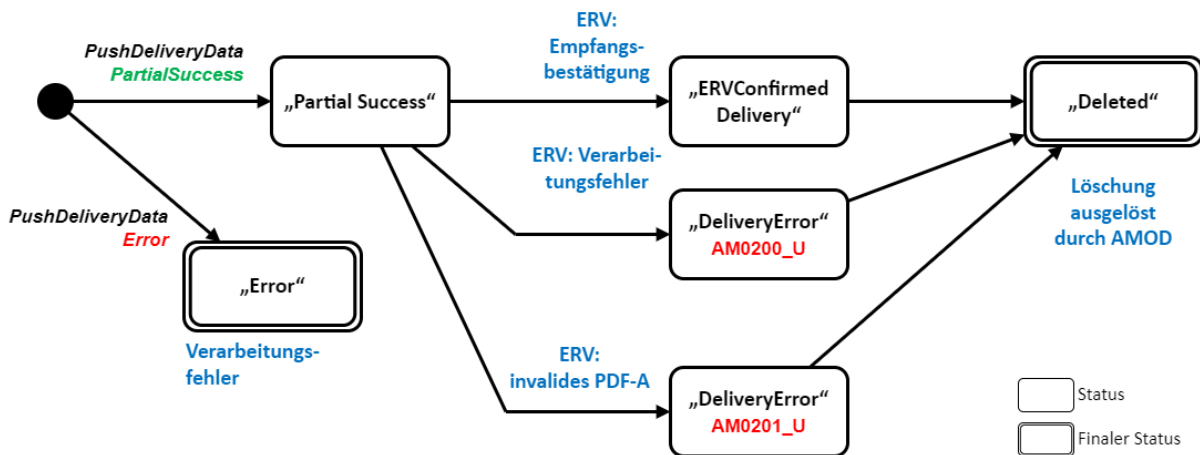 PushDeliveryData
PartialSuccess
„Partial Success“
ERV:
Empfangs-
bestätigung
„ERVConfirmed
Delivery“
„Deleted“
Löschung
ausgelöst
durch AMOD
ERV: Verarbei-
tungsfehler
„DeliveryError“
AM0200_U
PushDeliveryData
Error
„Error“
Verarbeitungs-
fehler
ERV:
invalides PDF-A
„DeliveryError“
AM0201_U
Status
Finaler Status